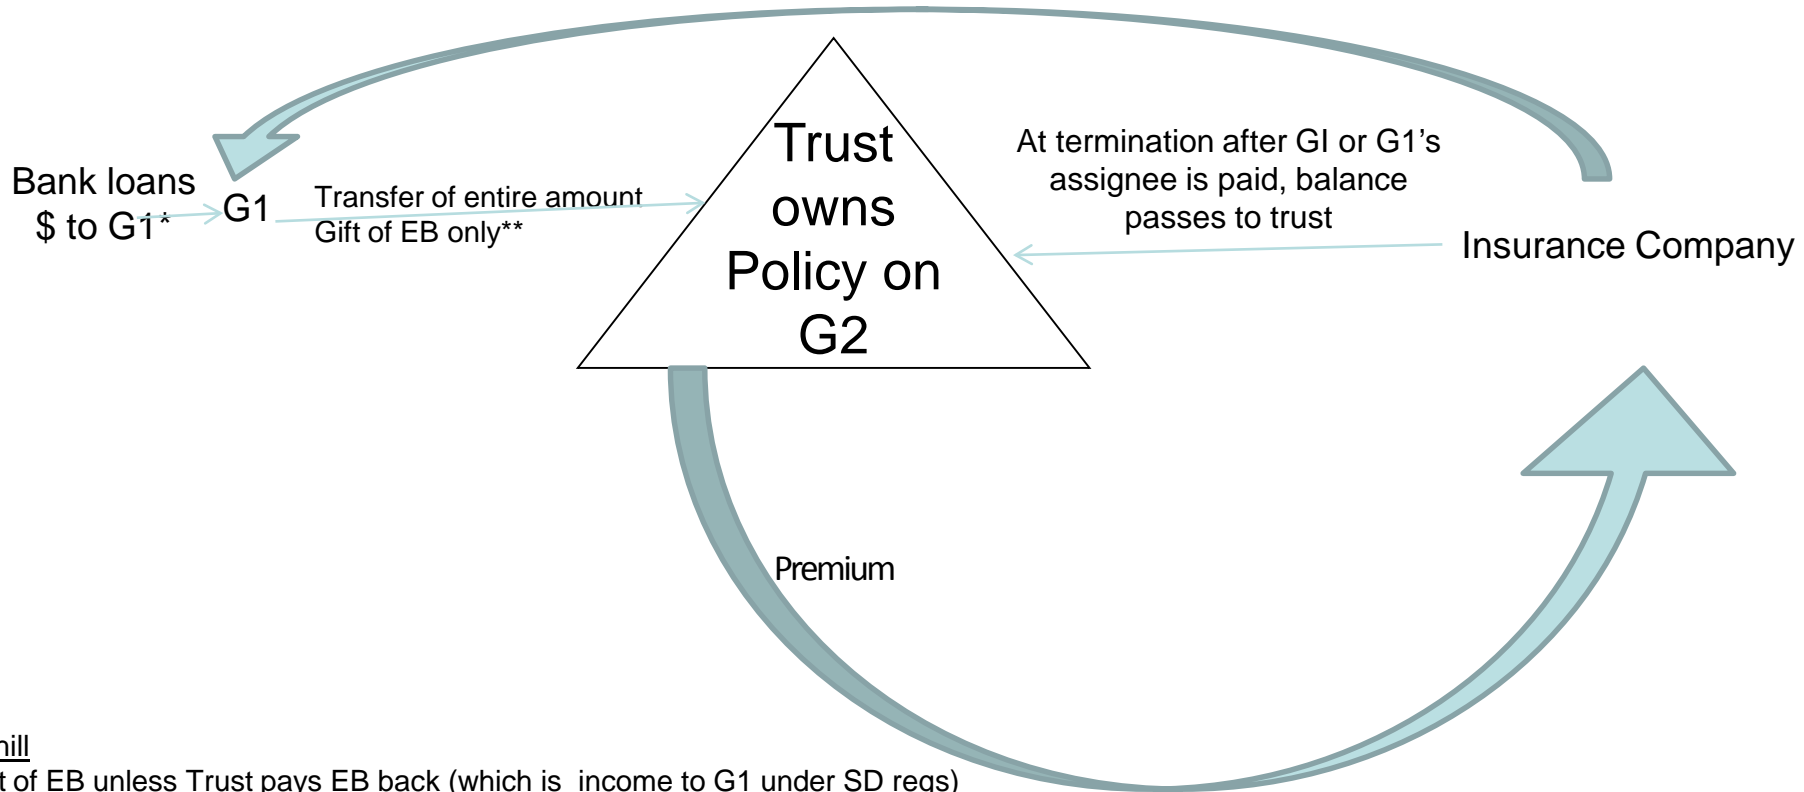 Bank loans
$ to G1*
G1
Transfer of entire amount
Gift of EB only**
Trust
owns
Policy on
G2
At termination after GI or G1’s
assignee is paid, balance
passes to trust
Insurance Company
Premium
of EB unless Trust pays EB back (which is income to G1 under SD regs)